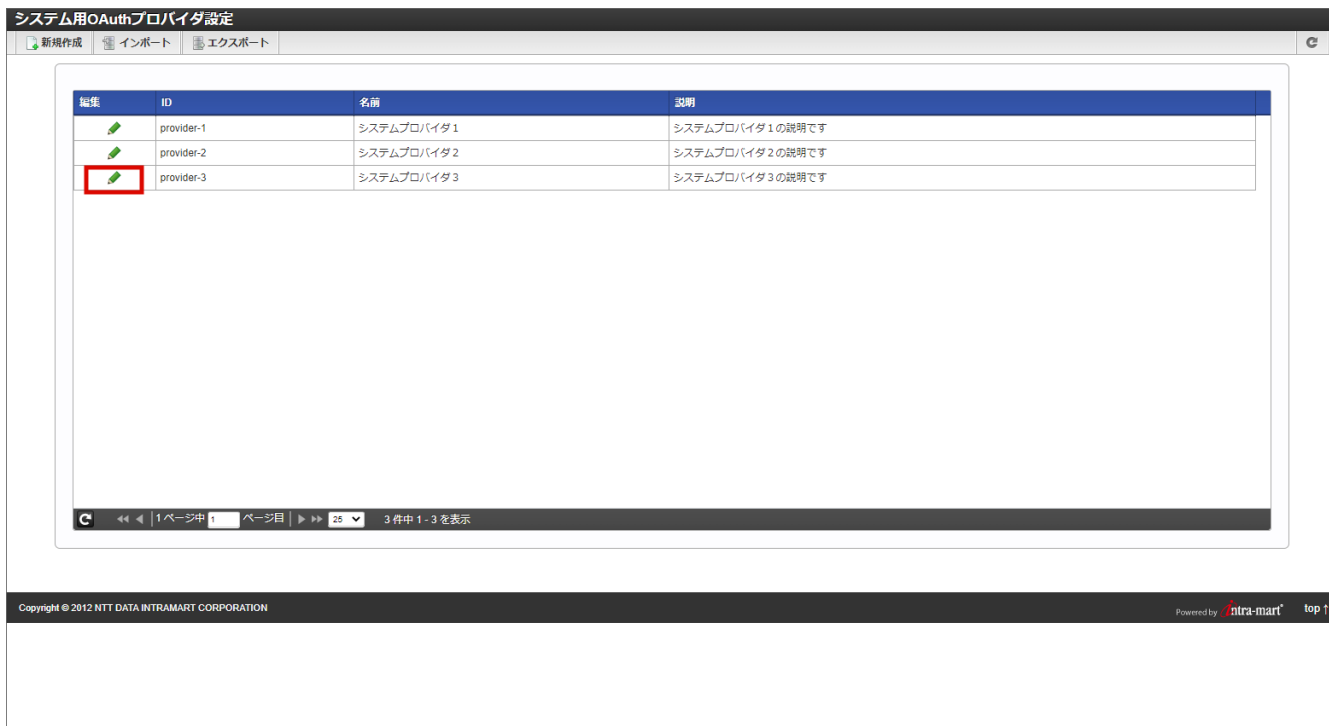 システム用OAuthプロバイダ設定
新規作成 インポート エクスポート
編集 ID 名前 説明
provider-1 システムプロバイダ1 システムプロバイダ1の説明です
provider-2 システムプロバイダ2 システムプロバイダ2の説明です
provider-3 システムプロバイダ3 システムプロバイダ3の説明です
1 ページ中 1 ページ目 25 3 件中 1 - 3 を表示
Copyright © 2012 NTT DATA INTRAMART CORPORATION Powered by intra-mart top↑